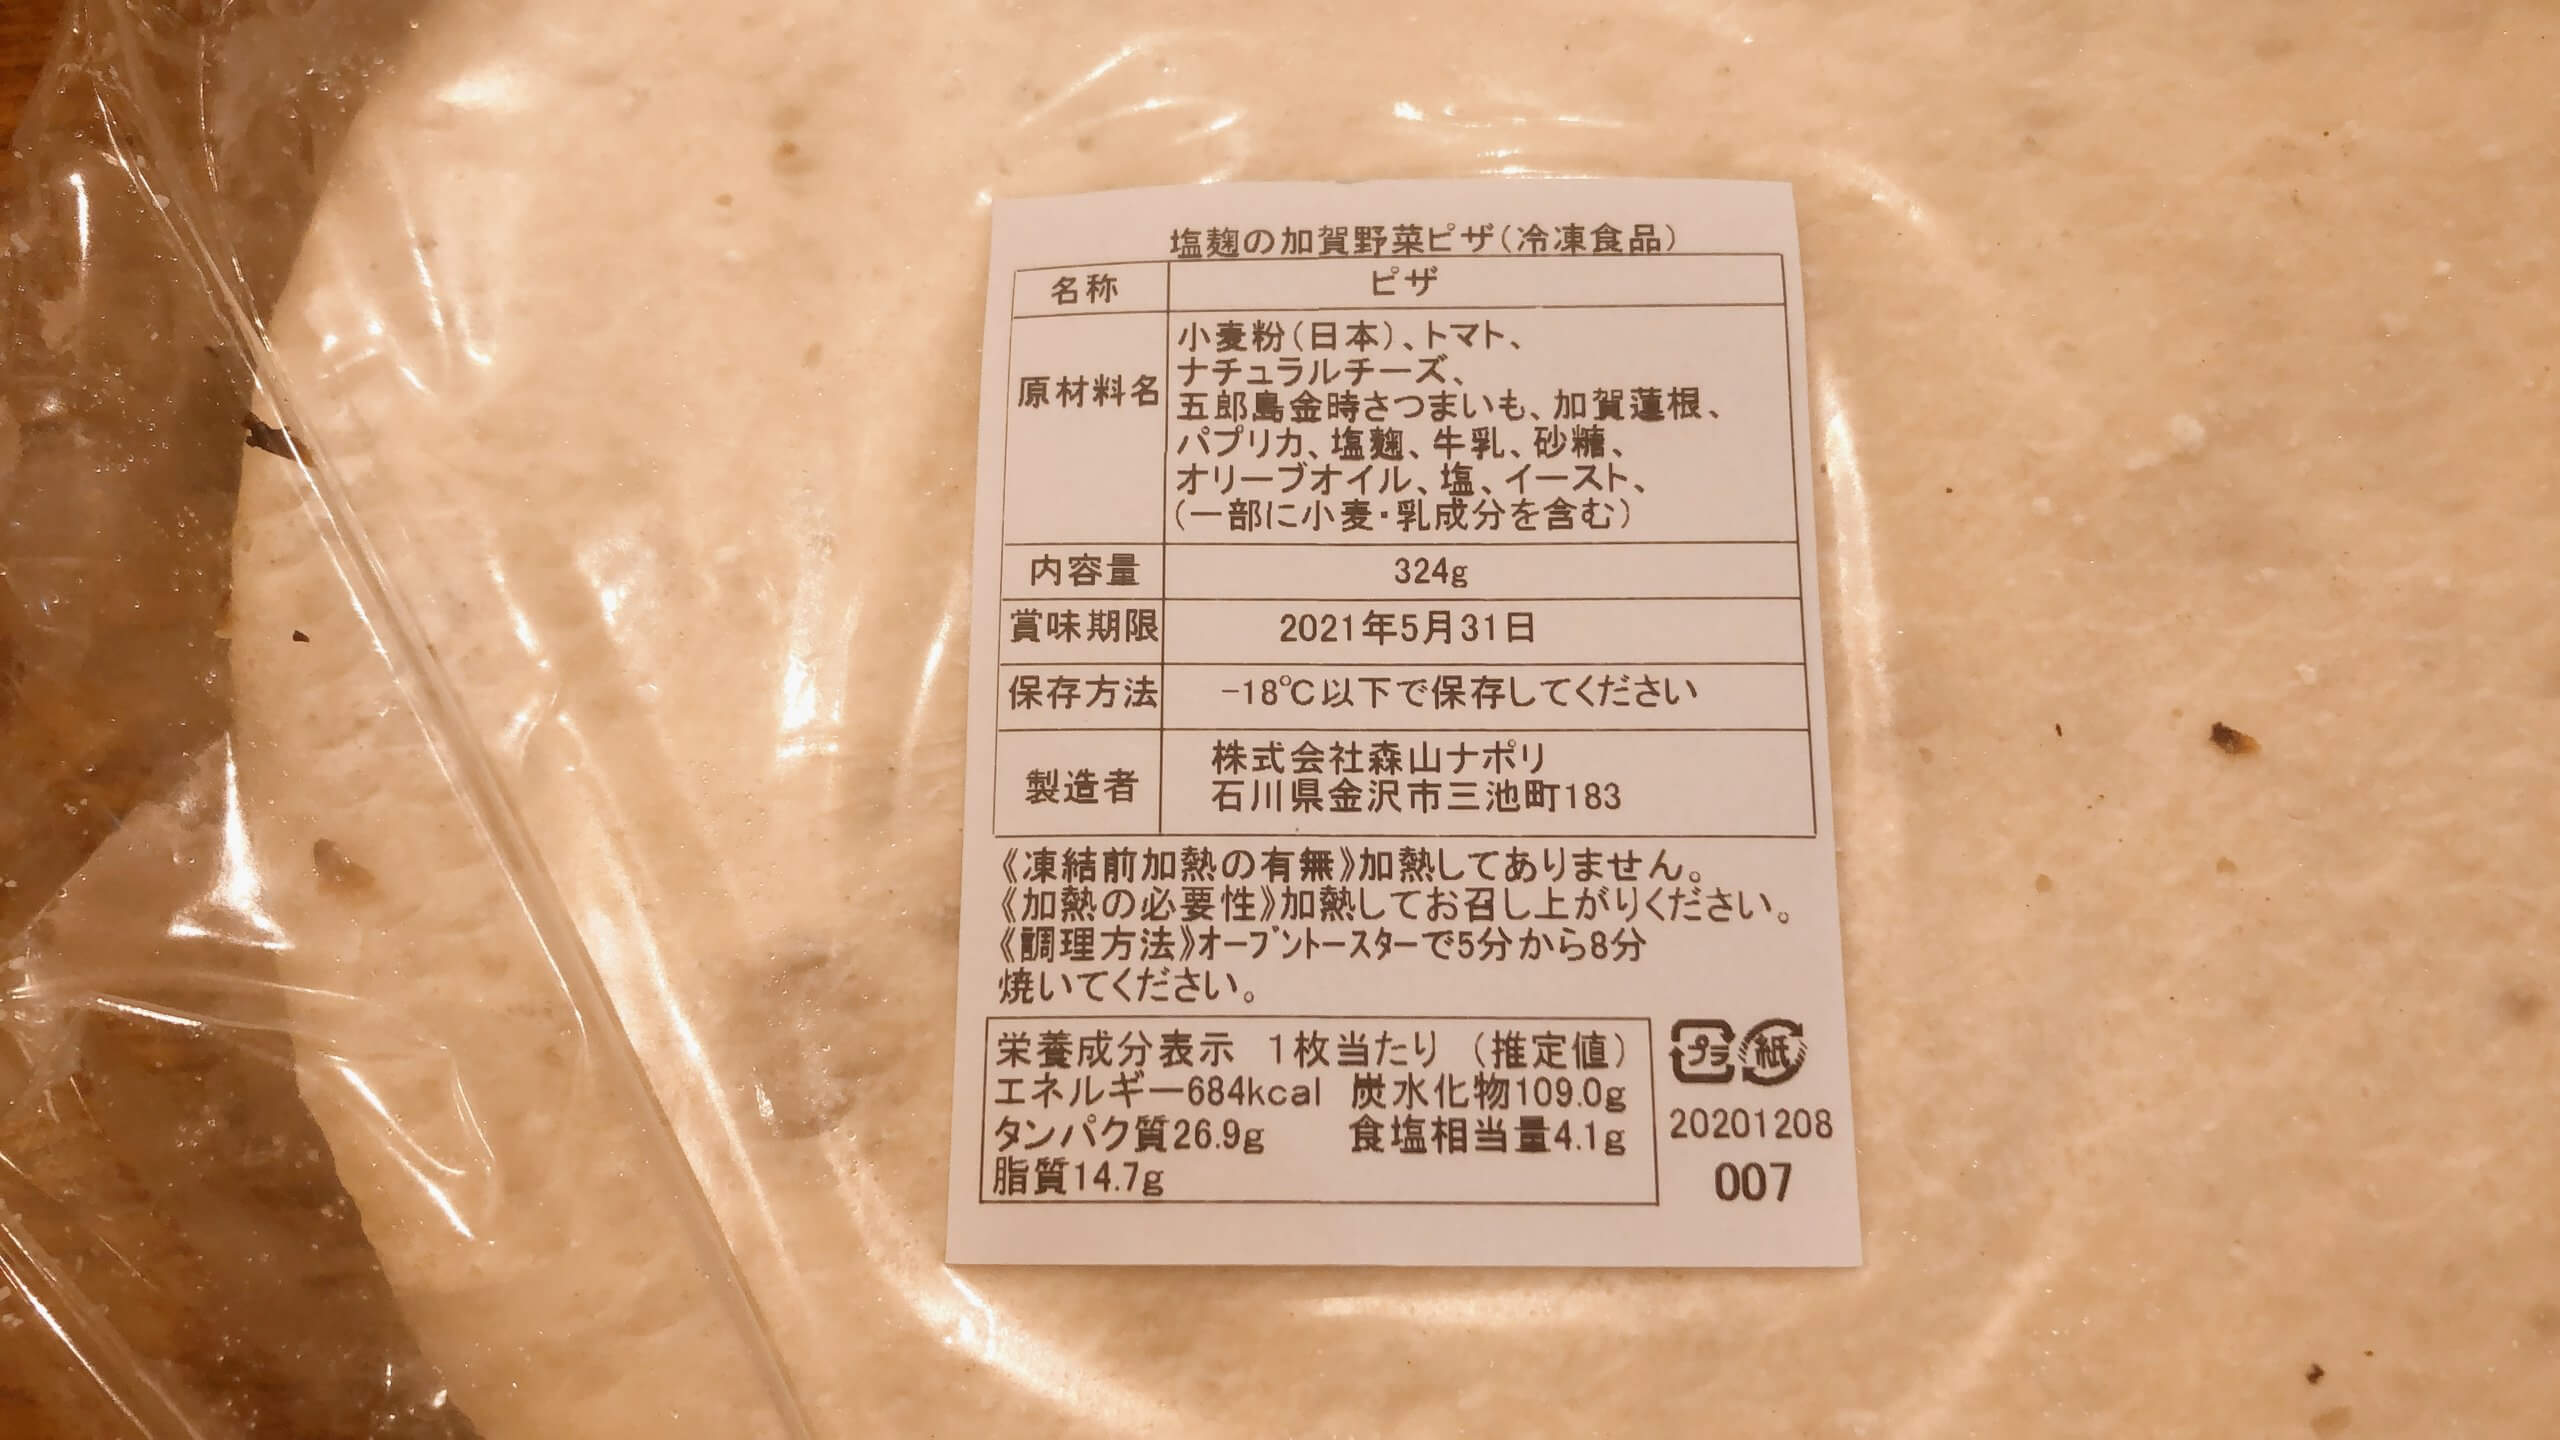 塩麹の加賀野菜ピザ(冷凍食品)
名称 ピザ
原材料名 小麦粉(日本)、トマト、
ナチュラルチーズ、
五郎島金時さつまいも、加賀蓮根、
パプリカ、塩麹、牛乳、砂糖、
オリーブオイル、塩、イースト、
(一部に小麦・乳成分を含む)
内容量 324g
賞味期限 2021年5月31日
保存方法 -18℃以下で保存してください
製造者 株式会社森山ナポリ
石川県金沢市三池町183
《凍結前加熱の有無》加熱してありません。
《加熱の必要性》加熱してお召し上がりください。
《調理方法》オーブントースターで5分から8分
焼いてください。
栄養成分表示 1枚当たり (推定値)
エネルギー684kcal 炭水化物109.0g
タンパク質26.9g 食塩相当量4.1g
脂質14.7g
プラ 紙
20201208
007